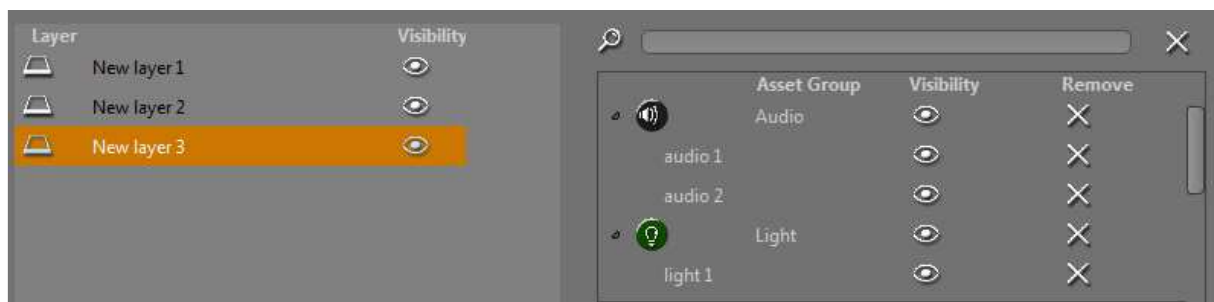 Layer Visibility
New layer 1
New layer 2
New layer 3
Asset Group Visibility Remove
Audio
audio 1
audio 2
Light
light 1